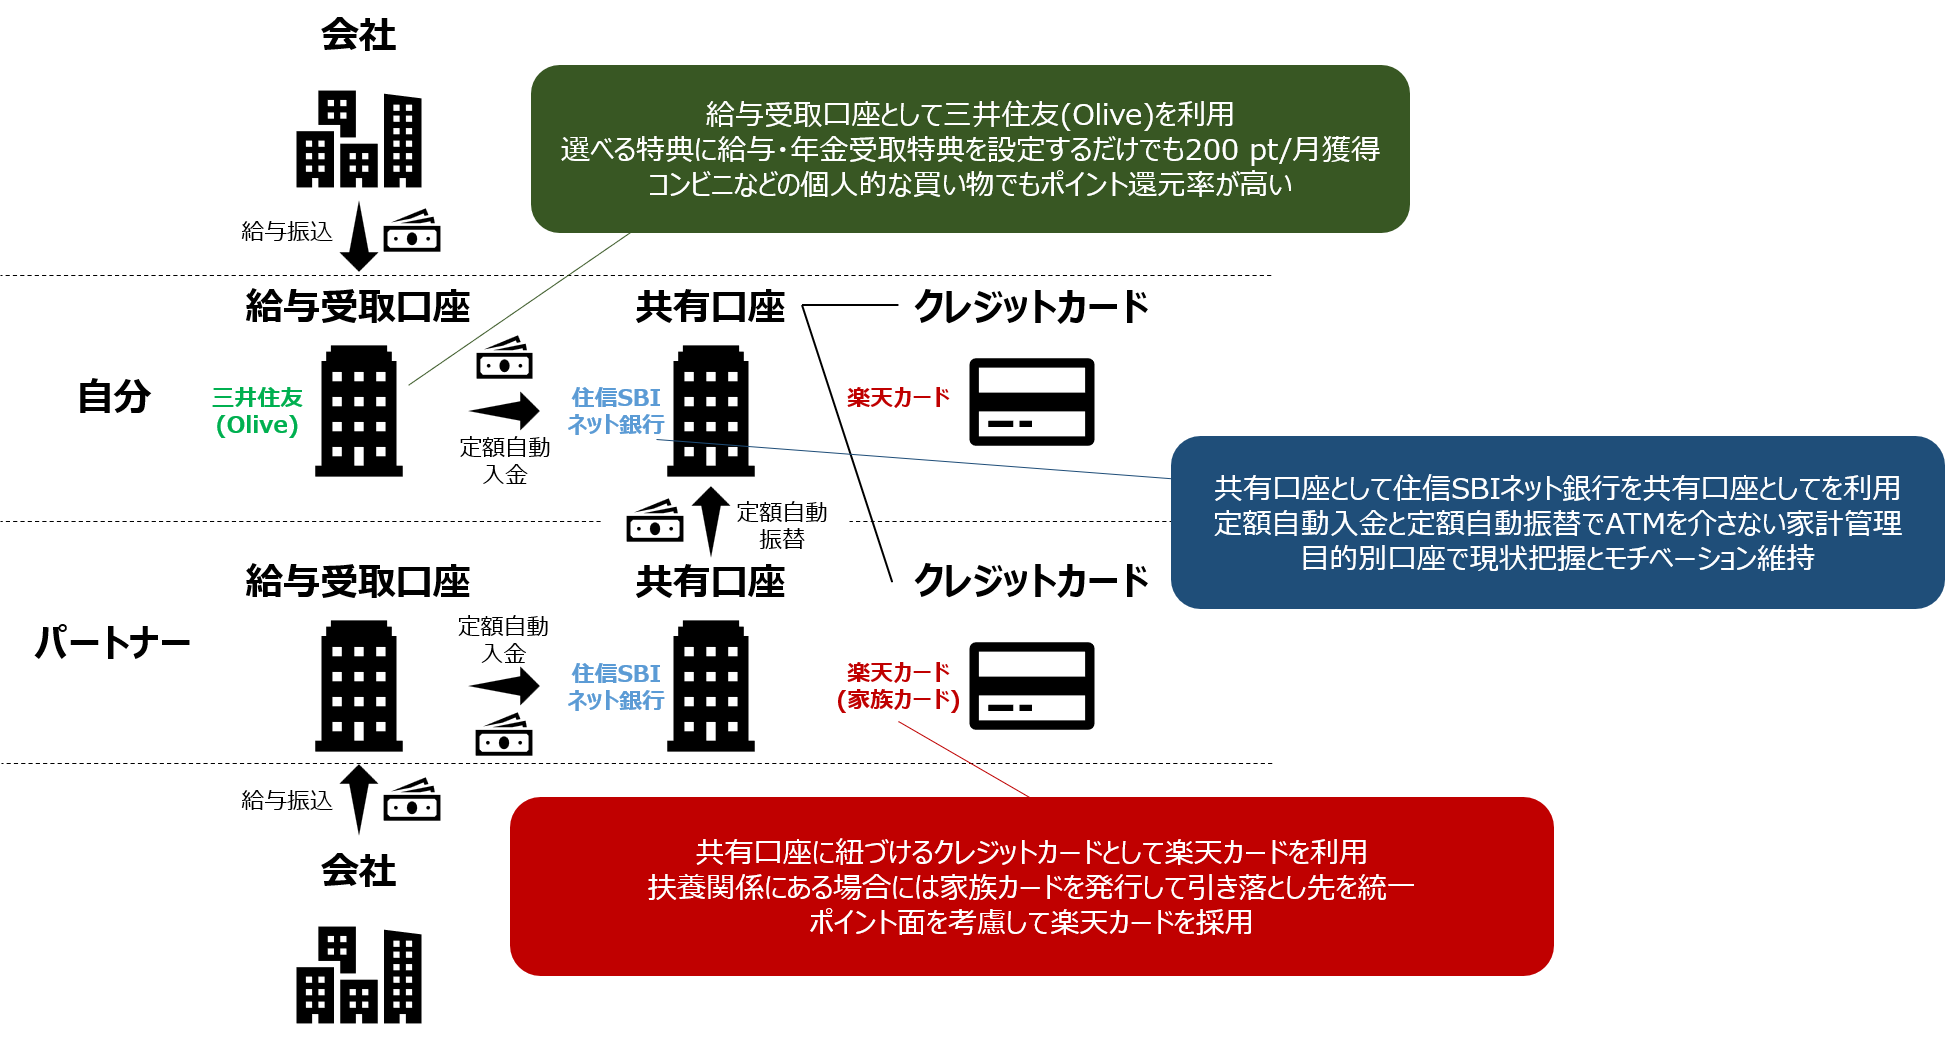 会社
給与受取口座として三井住友(Olive)を利用
選べる特典に給与・年金受取特典を設定するだけでも200 pt/月獲得
コンビニなどの個人的な買い物でもポイント還元率が高い
給与振込
給与受取口座
共有口座
クレジットカード
自分
三井住友
(Olive)
定額自動
入金
住信SBI
ネット銀行
楽天カード
共有口座として住信SBIネット銀行を共有口座としてを利用
定額自動入金と定額自動振替でATMを介さない家計管理
目的別口座で現状把握とモチベーション維持
定額自動
振替
給与受取口座
共有口座
クレジットカード
パートナー
定額自動
入金
住信SBI
ネット銀行
楽天カード
(家族カード)
給与振込
会社
共有口座に紐づけるクレジットカードとして楽天カードを利用
扶養関係にある場合には家族カードを発行して引き落とし先を統一
ポイント面を考慮して楽天カードを採用